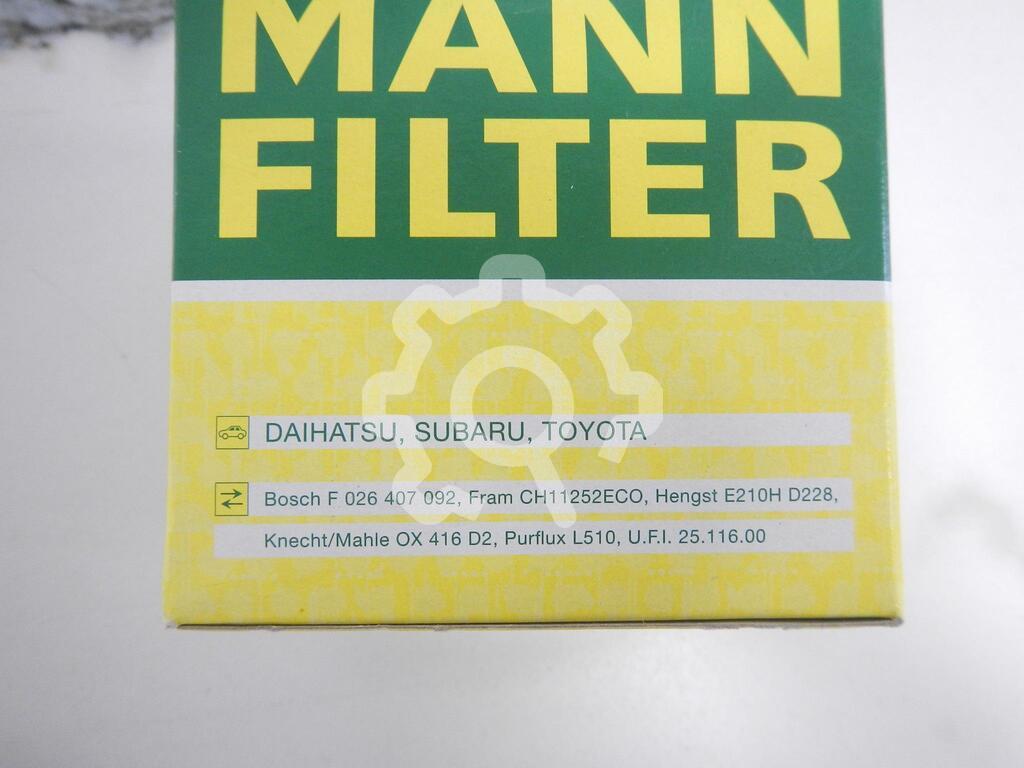 MANN
FILTER
DAIHATSU, SUBARU, TOYOTA
Bosch F 026 407 092, Fram CH11252ECO, Hengst E210H D228,
Knecht/Mahle OX 416 D2, Purflux L510, U.F.I. 25.116.00